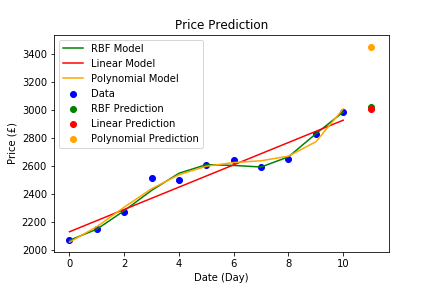 Price Prediction
Price (£)
3400
3200
3000
2800
2600
2400
2200
2000
RBF Model
Linear Model
Polynomial Model
Data
RBF Prediction
Linear Prediction
Polynomial Prediction
0 2 4 6 8 10
Date (Day)